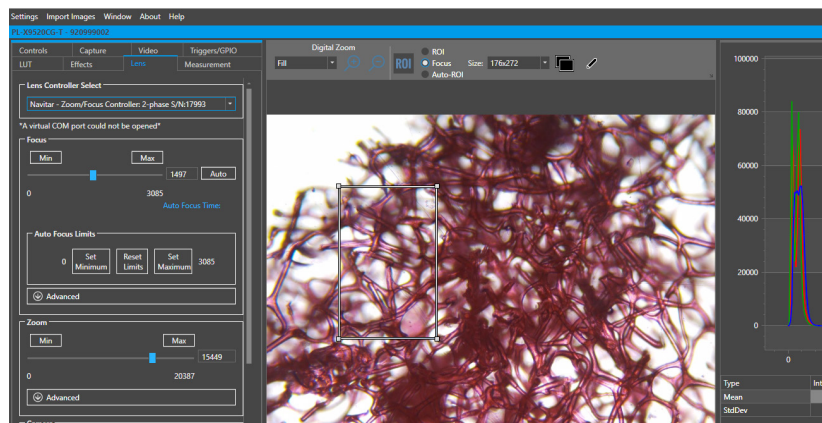 Settings Import Images Window About Help
PL-X9520CG-T - 920999002
Controls Capture Video Triggers/GPIO
LUT Effects Lens Measurement
Lens Controller Select
Navitar - Zoom/Focus Controller: 2-phase S/N:17993
*A virtual COM port could not be opened*
Focus
Min Max
1497 Auto
0 3085
Auto Focus Time:
Auto Focus Limits
0 Set Minimum Reset Limits Set Maximum 3085
Advanced
Zoom
Min Max
15449
0 20387
Advanced
Digital Zoom
Fill
ROI
ROI
Focus Size: 176x272
Auto-ROI
100000
80000
60000
40000
20000
0
0
Type Int
Mean
StdDev